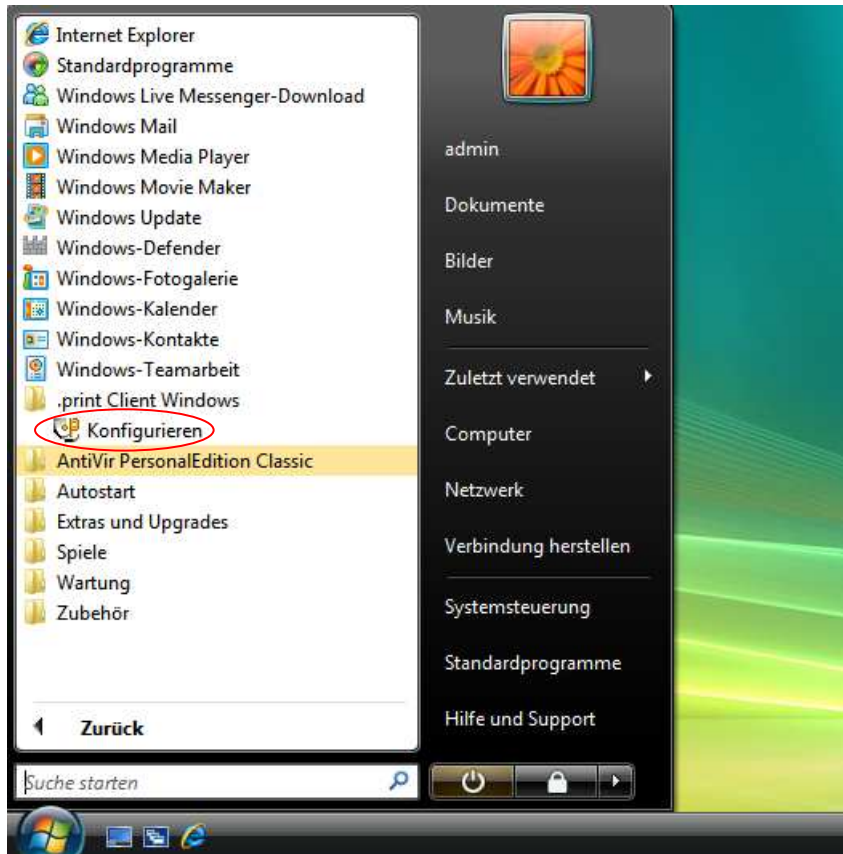 Internet Explorer
Standardprogramme
Windows Live Messenger-Download
Windows Mail
Windows Media Player
Windows Movie Maker
Windows Update
Windows-Defender
Windows-Fotogalerie
Windows-Kalender
Windows-Kontakte
Windows-Teamarbeit
.print Client Windows
Konfigurieren
AntiVir PersonalEdition Classic
Autostart
Extras und Upgrades
Spiele
Wartung
Zubehör
Zurück
Suche starten
admin
Dokumente
Bilder
Musik
Zuletzt verwendet
Computer
Netzwerk
Verbindung herstellen
Systemsteuerung
Standardprogramme
Hilfe und Support